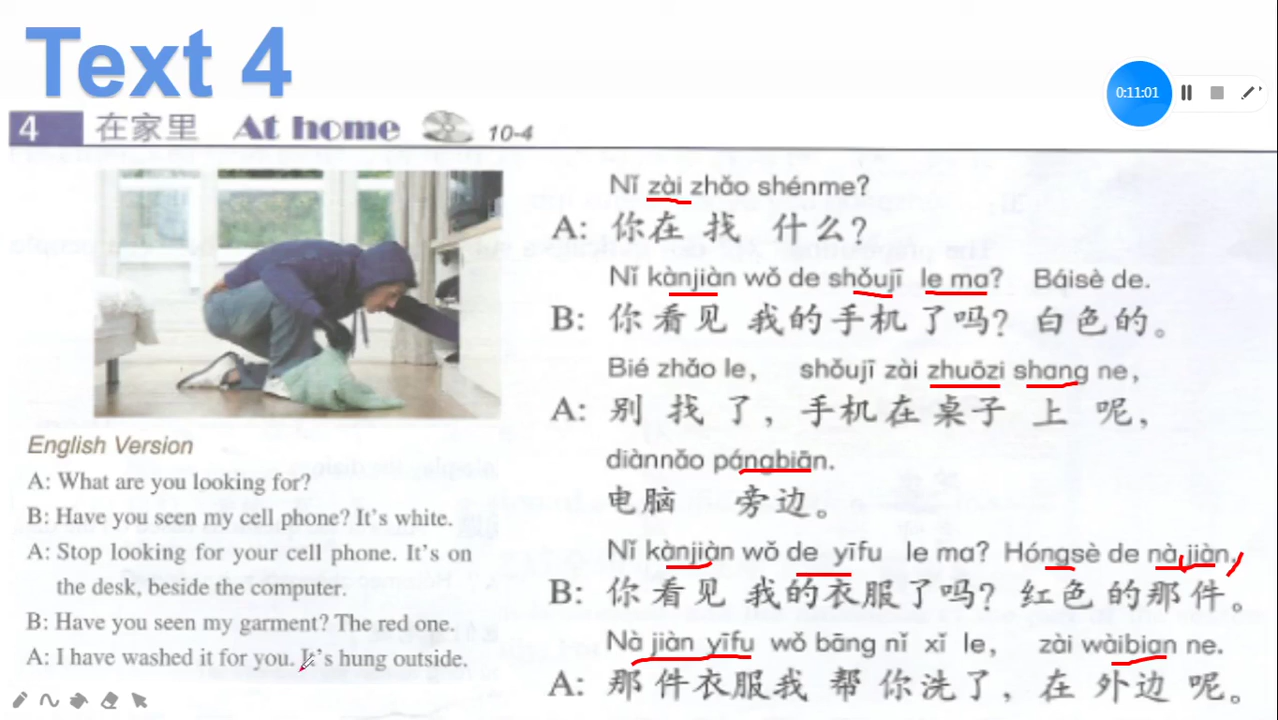 Text 4
0:11:01
4 在家里 At home 10-4
Nǐ zài zhǎo shénme?
A: 你在 找 什么?
Nǐ kànjiàn wǒ de shǒujī le ma? Báisè de.
B: 你 看见 我的手机 了吗? 白色的。
Bié zhǎo le, shǒujī zài zhuōzi shang ne,
A: 别 找 了, 手机在 桌子 上 呢,
diànnǎo pángbiān.
电脑 旁边。
Nǐ kànjiàn wǒ de yīfu le ma? Hóngsè de nà jiàn.
B: 你 看见 我的衣服了吗? 红色 的那 件。
Nà jiàn yīfu wǒ bāng nǐ xǐ le, zài wàibian ne.
A: 那 件衣服我 帮 你洗了, 在 外边 呢。
English Version
A: What are you looking for?
B: Have you seen my cell phone? It's white.
A: Stop looking for your cell phone. It's on
the desk, beside the computer.
B: Have you seen my garment? The red one.
A: I have washed it for you. It's hung outside.